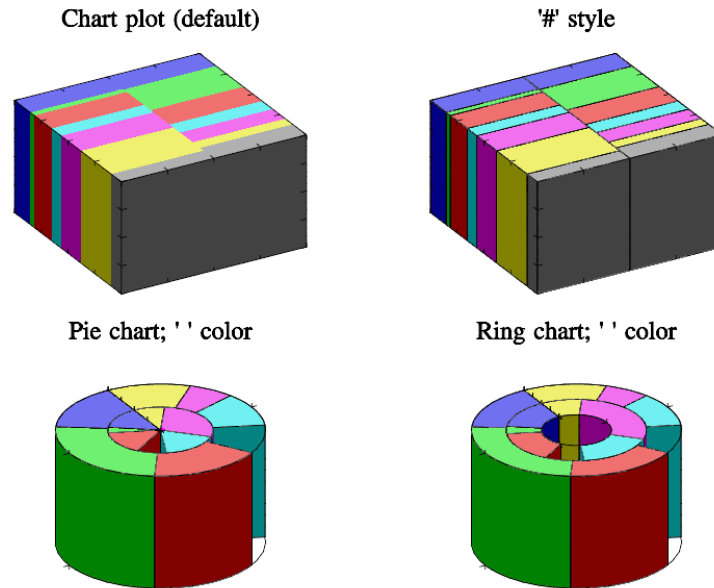 Chart plot (default)
'#' style
Pie chart; ' ' color
Ring chart; ' ' color